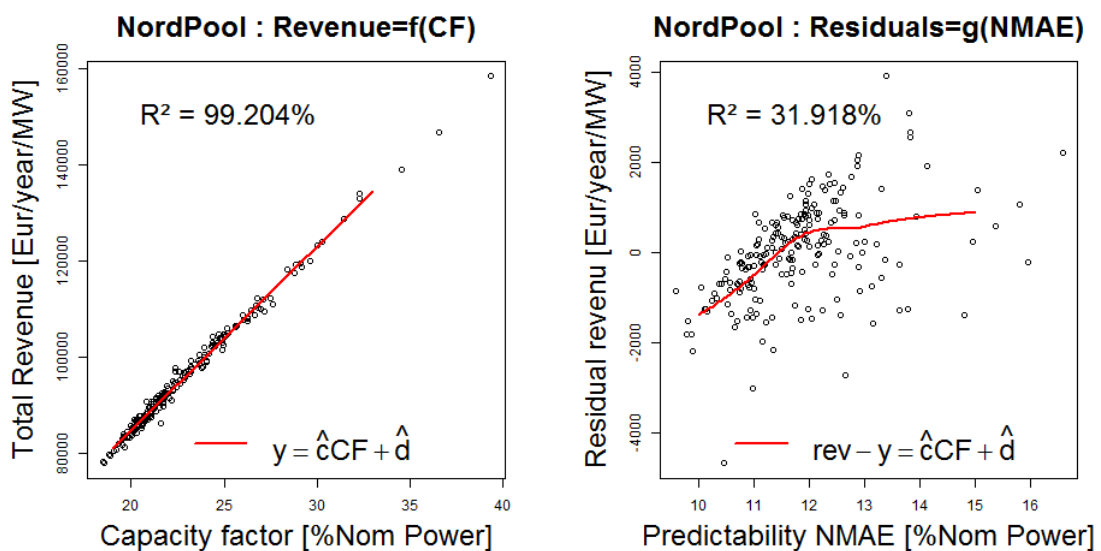 NordPool : Revenue=f(CF)
Total Revenue [Eur/year/MW]
160000
140000
120000
100000
80000
R² = 99.204%
y = ĉCF + d̂
20
25
30
35
40
Capacity factor [%Nom Power]
NordPool : Residuals=g(NMAE)
Residual revenu [Eur/year/MW]
4000
2000
0
-2000
-4000
R² = 31.918%
rev − y = ĉCF + d̂
10
11
12
13
14
15
16
Predictability NMAE [%Nom Power]